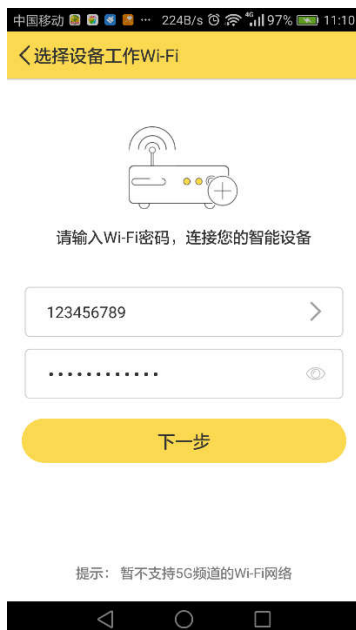 中国移动 ... 224B/s 4G 97% 11:10
选择设备工作Wi-Fi
请输入Wi-Fi密码，连接您的智能设备
123456789
••••••••••••
下一步
提示： 暂不支持5G频道的Wi-Fi网络